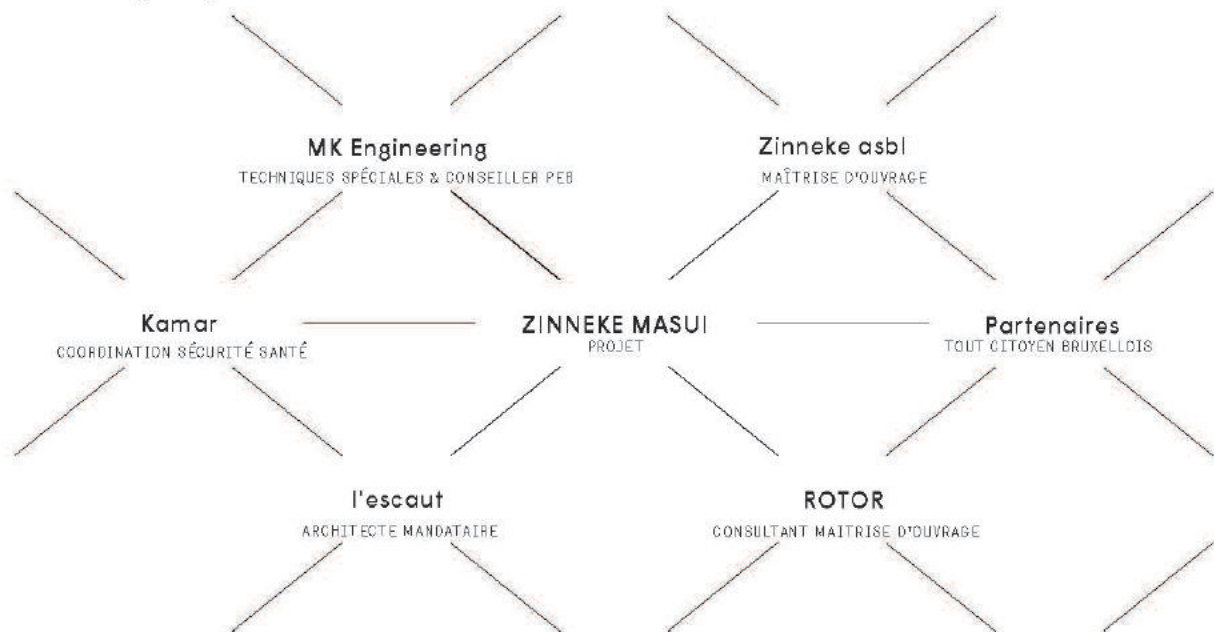 MK Engineering
TECHNIQUES SPÉCIALES & CONSEILLER PEB
Zinneke asbl
MAÎTRISE D'OUVRAGE
Kamar
COORDINATION SÉCURITÉ SANTÉ
ZINNEKE MASUI
PROJET
Partenaires
TOUT CITOYEN BRUXELLOIS
l'escaut
ARCHITECTE MANDATAIRE
ROTOR
CONSULTANT MAITRISE D'OUVRAGE